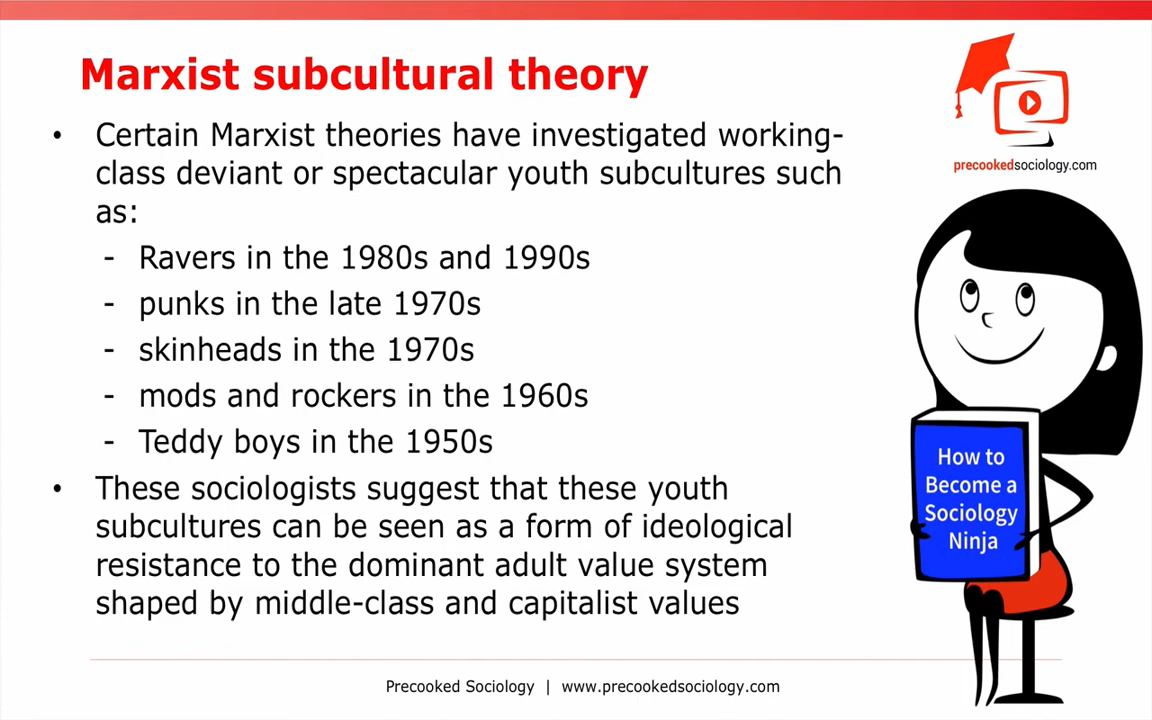 Marxist subcultural theory
precookedsociology.com
• Certain Marxist theories have investigated working-
class deviant or spectacular youth subcultures such
as:
- Ravers in the 1980s and 1990s
- punks in the late 1970s
- skinheads in the 1970s
- mods and rockers in the 1960s
- Teddy boys in the 1950s
• These sociologists suggest that these youth
subcultures can be seen as a form of ideological
resistance to the dominant adult value system
shaped by middle-class and capitalist values
How to
Become a
Sociology
Ninja
Precooked Sociology | www.precookedsociology.com